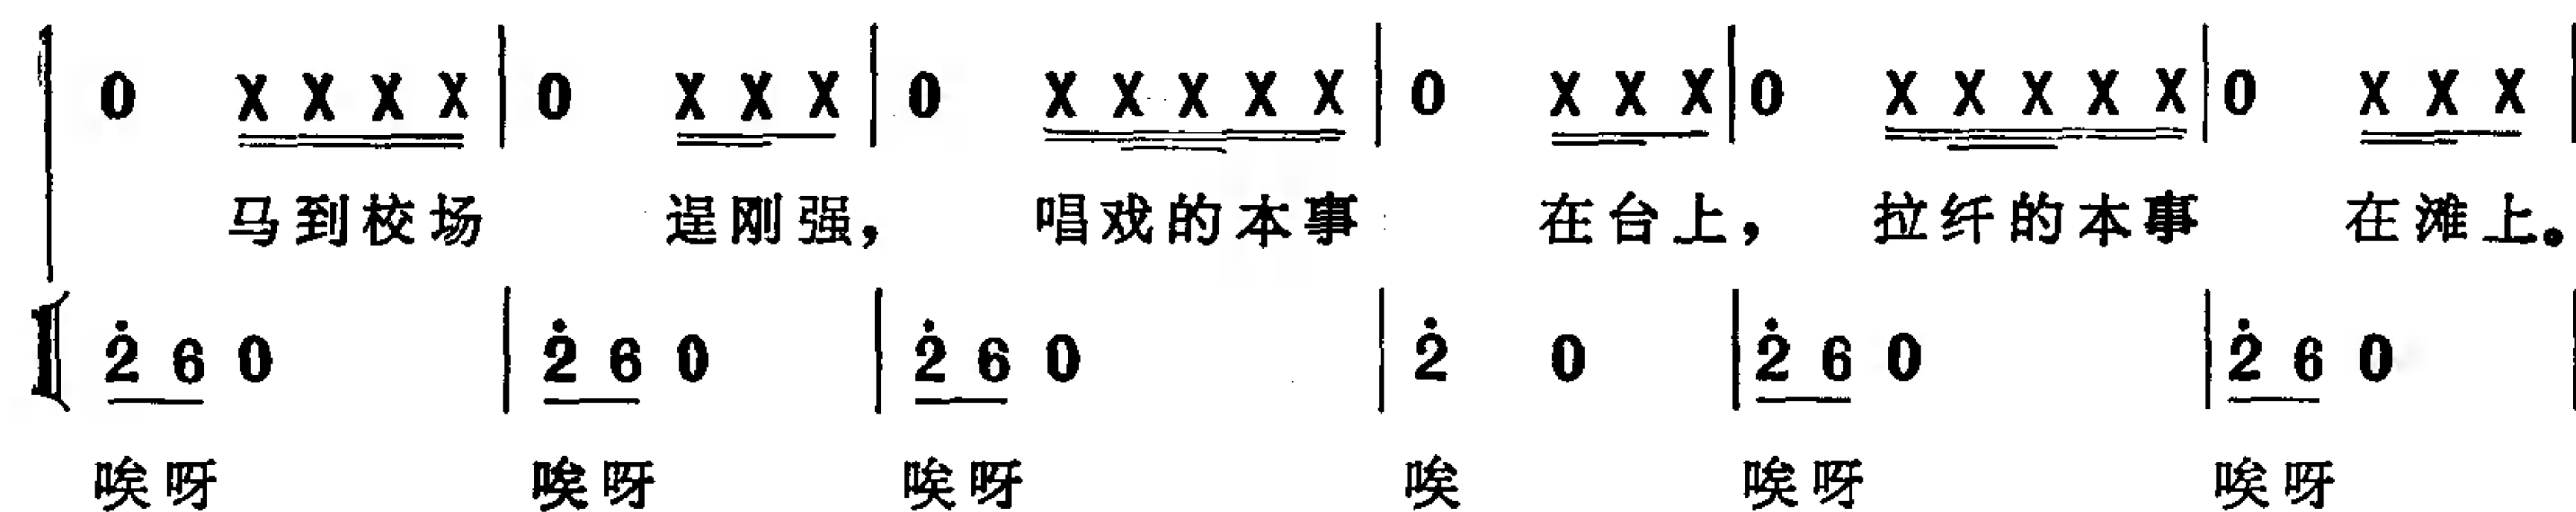 0 X X X X | 0 X X X | 0 X X X X X | 0 X X X | 0 X X X X X | 0 X X X |
马到校场 逞刚强， 唱戏的本事 在台上， 拉纤的本事 在滩上。
2̇ 6 0 | 2̇ 6 0 | 2̇ 6 0 | 2̇ 0 | 2̇ 6 0 | 2̇ 6 0 |
唉呀 唉呀 唉呀 唉 唉呀 唉呀